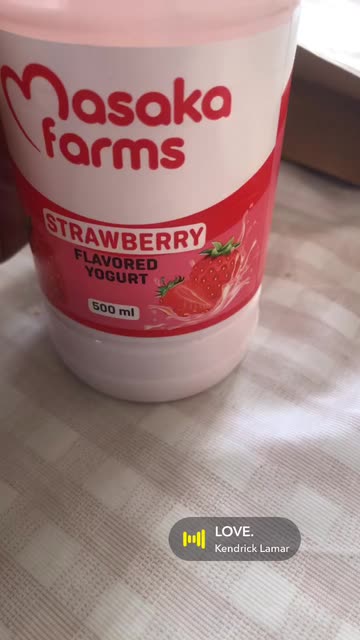 Masaka
farms
STRAWBERRY
FLAVORED
YOGURT
500 ml
LOVE.
Kendrick Lamar